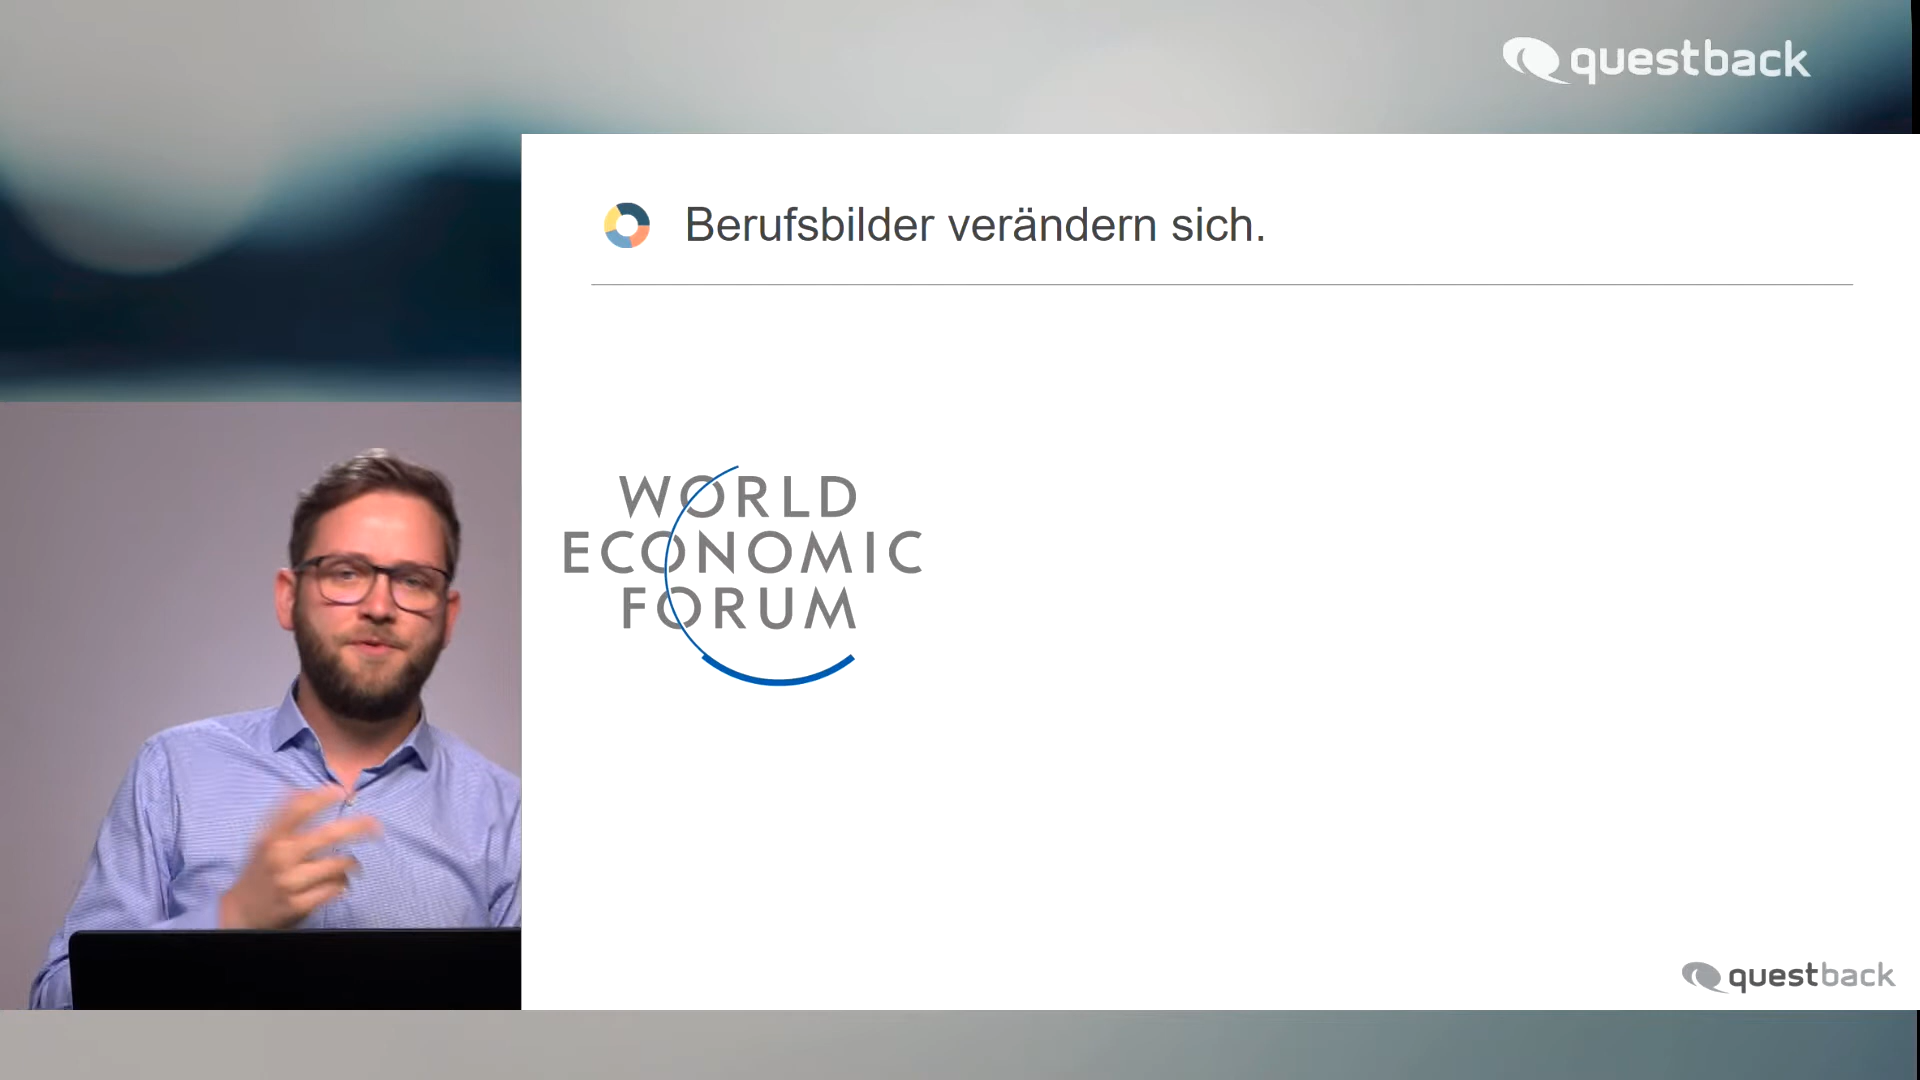 questback
Berufsbilder verändern sich.
WORLD
ECONOMIC
FORUM
questback